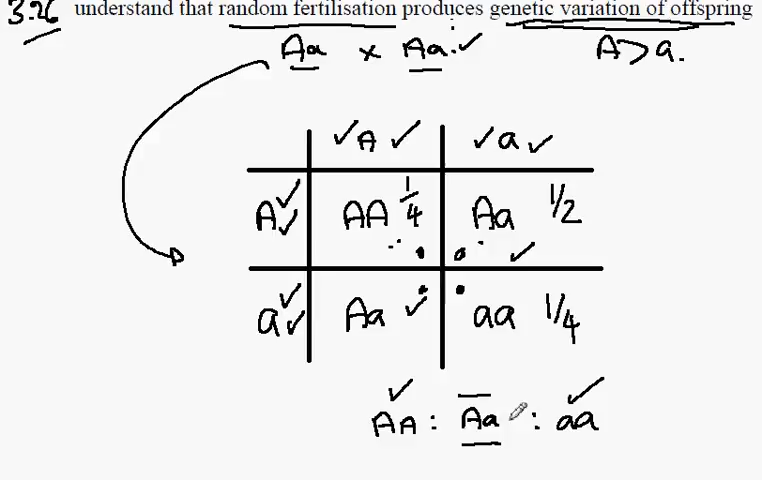 3.26 understand that random fertilisation produces genetic variation of offspring
Aa x Aa A>a.
A a
A AA 1/4 Aa 1/2
a Aa aa 1/4
AA : Aa : aa